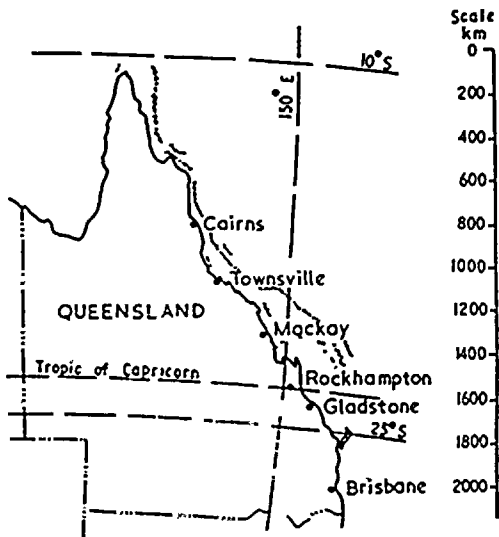 Scale
km
0
10°S
150°E
200
400
600
Cairns
800
Townsville
1000
QUEENSLAND
Mackay
1200
Tropic of Capricorn
1400
Rockhampton
Gladstone
1600
25°S
1800
Brisbane
2000